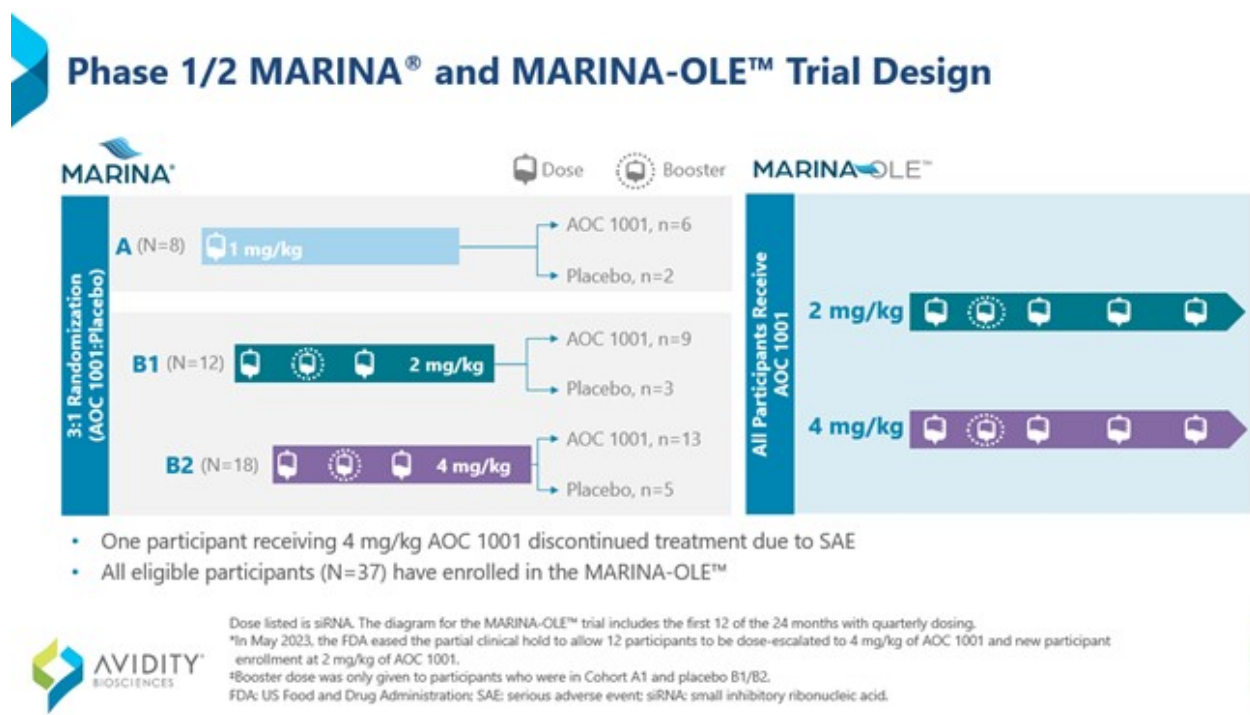 Phase 1/2 MARINA® and MARINA-OLE™ Trial Design
MARINA®
Dose
Booster
MARINA-OLE™
3:1 Randomization
(AOC 1001:Placebo)
A (N=8)
1 mg/kg
AOC 1001, n=6
Placebo, n=2
B1 (N=12)
2 mg/kg
AOC 1001, n=9
Placebo, n=3
B2 (N=18)
4 mg/kg
AOC 1001, n=13
Placebo, n=5
All Participants Receive
AOC 1001
2 mg/kg
4 mg/kg
• One participant receiving 4 mg/kg AOC 1001 discontinued treatment due to SAE
• All eligible participants (N=37) have enrolled in the MARINA-OLE™
Dose listed is siRNA. The diagram for the MARINA-OLE™ trial includes the first 12 of the 24 months with quarterly dosing.
*In May 2023, the FDA eased the partial clinical hold to allow 12 participants to be dose-escalated to 4 mg/kg of AOC 1001 and new participant
enrollment at 2 mg/kg of AOC 1001.
‡Booster dose was only given to participants who were in Cohort A1 and placebo B1/B2.
FDA: US Food and Drug Administration; SAE: serious adverse event; siRNA: small inhibitory ribonucleic acid.
AVIDITY
BIOSCIENCES